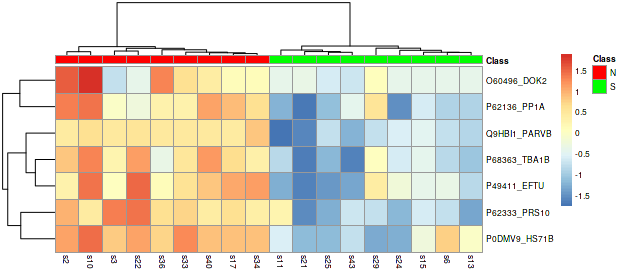 Class
O60496_DOK2
P62136_PP1A
Q9HBI1_PARVB
P68363_TBA1B
P49411_EFTU
P62333_PRS10
P0DMV9_HS71B
s2 s10 s3 s22 s36 s33 s40 s17 s34 s11 s21 s25 s43 s29 s24 s15 s6 s13
1.5
1
0.5
0
-0.5
-1
-1.5
Class
N
S